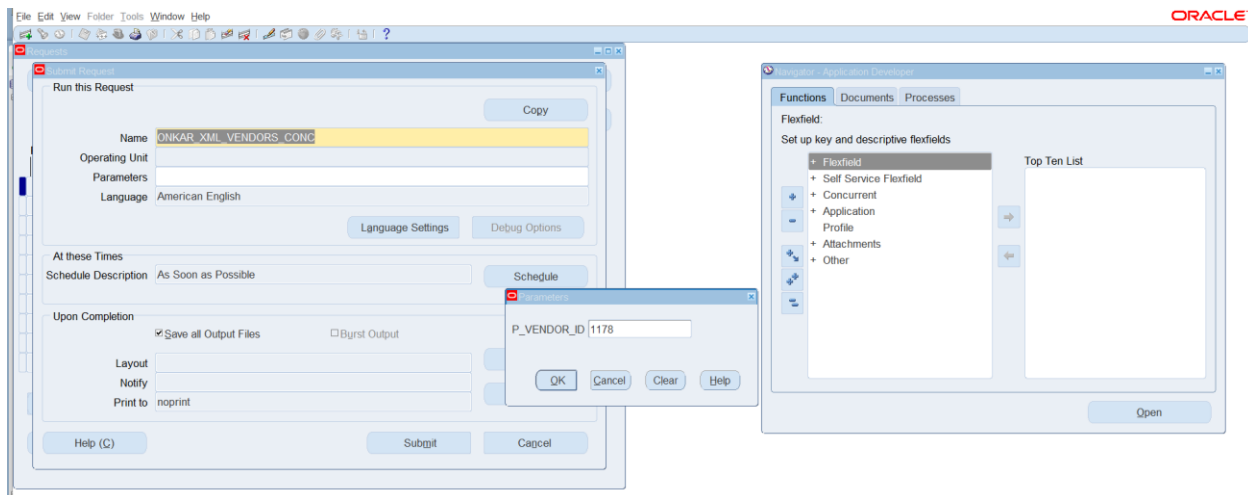 File Edit View Folder Tools Window Help
ORACLE
Requests
Submit Request
Run this Request
Copy
Name ONKAR_XML_VENDORS_CONC
Operating Unit
Parameters
Language American English
Language Settings Debug Options
At these Times
Schedule Description As Soon as Possible
Schedule
Upon Completion
Save all Output Files Burst Output
Layout
Notify
Print to noprint
Help (C) Submit Cancel
Parameters
P_VENDOR_ID 1178
OK Cancel Clear Help
Navigator - Application Developer
Functions Documents Processes
Flexfield:
Set up key and descriptive flexfields
+ Flexfield
+ Self Service Flexfield
+ Concurrent
+ Application
Profile
+ Attachments
+ Other
Top Ten List
Open